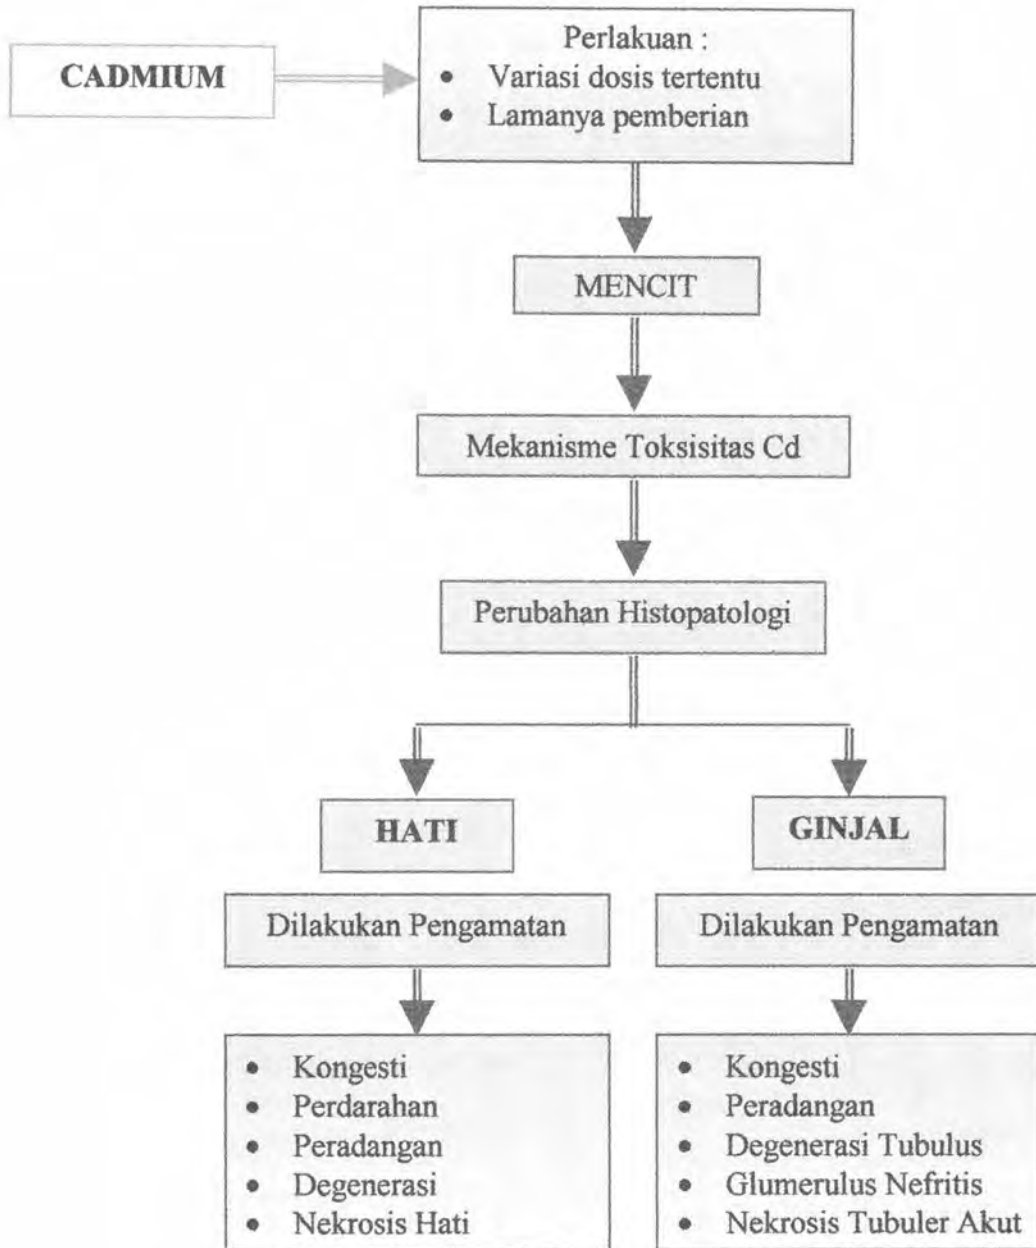 CADMIUM
Perlakuan :
• Variasi dosis tertentu
• Lamanya pemberian
MENCIT
Mekanisme Toksisitas Cd
Perubahan Histopatologi
HATI
GINJAL
Dilakukan Pengamatan
Dilakukan Pengamatan
• Kongesti
• Perdarahan
• Peradangan
• Degenerasi
• Nekrosis Hati
• Kongesti
• Peradangan
• Degenerasi Tubulus
• Glumerulus Nefritis
• Nekrosis Tubuler Akut